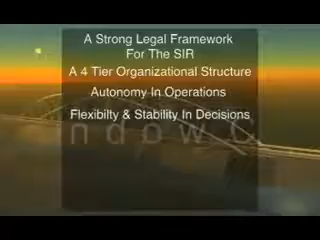 A Strong Legal Framework
For The SIR
A 4 Tier Organizational Structure
Autonomy In Operations
Flexibilty & Stability In Decisions